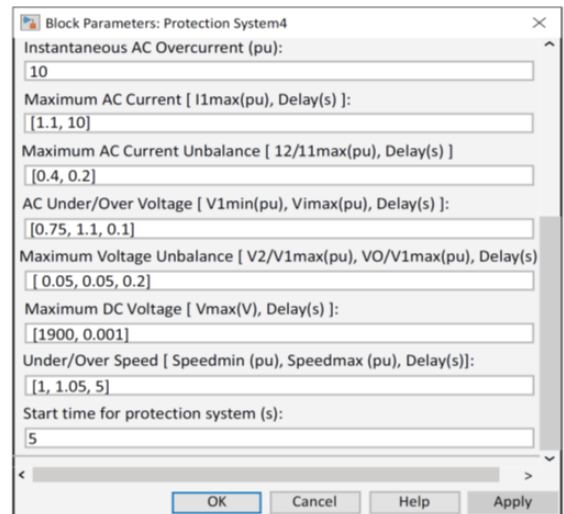 Block Parameters: Protection System4
Instantaneous AC Overcurrent (pu):
10
Maximum AC Current [ I1max(pu), Delay(s) ]:
[1.1, 10]
Maximum AC Current Unbalance [ 12/11max(pu), Delay(s) ]
[0.4, 0.2]
AC Under/Over Voltage [ V1min(pu), Vimax(pu), Delay(s) ]:
[0.75, 1.1, 0.1]
Maximum Voltage Unbalance [ V2/V1max(pu), VO/V1max(pu), Delay(s)
[ 0.05, 0.05, 0.2]
Maximum DC Voltage [ Vmax(V), Delay(s) ]:
[1900, 0.001]
Under/Over Speed [ Speedmin (pu), Speedmax (pu), Delay(s)]:
[1, 1.05, 5]
Start time for protection system (s):
5
OK Cancel Help Apply